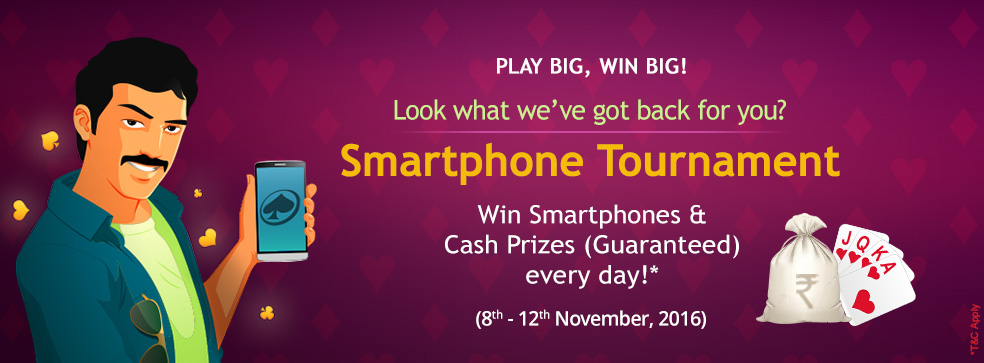 PLAY BIG, WIN BIG!
Look what we've got back for you?
Smartphone Tournament
Win Smartphones &
Cash Prizes (Guaranteed)
every day!*
(8th - 12th November, 2016)
₹
J Q K A
*T&C Apply